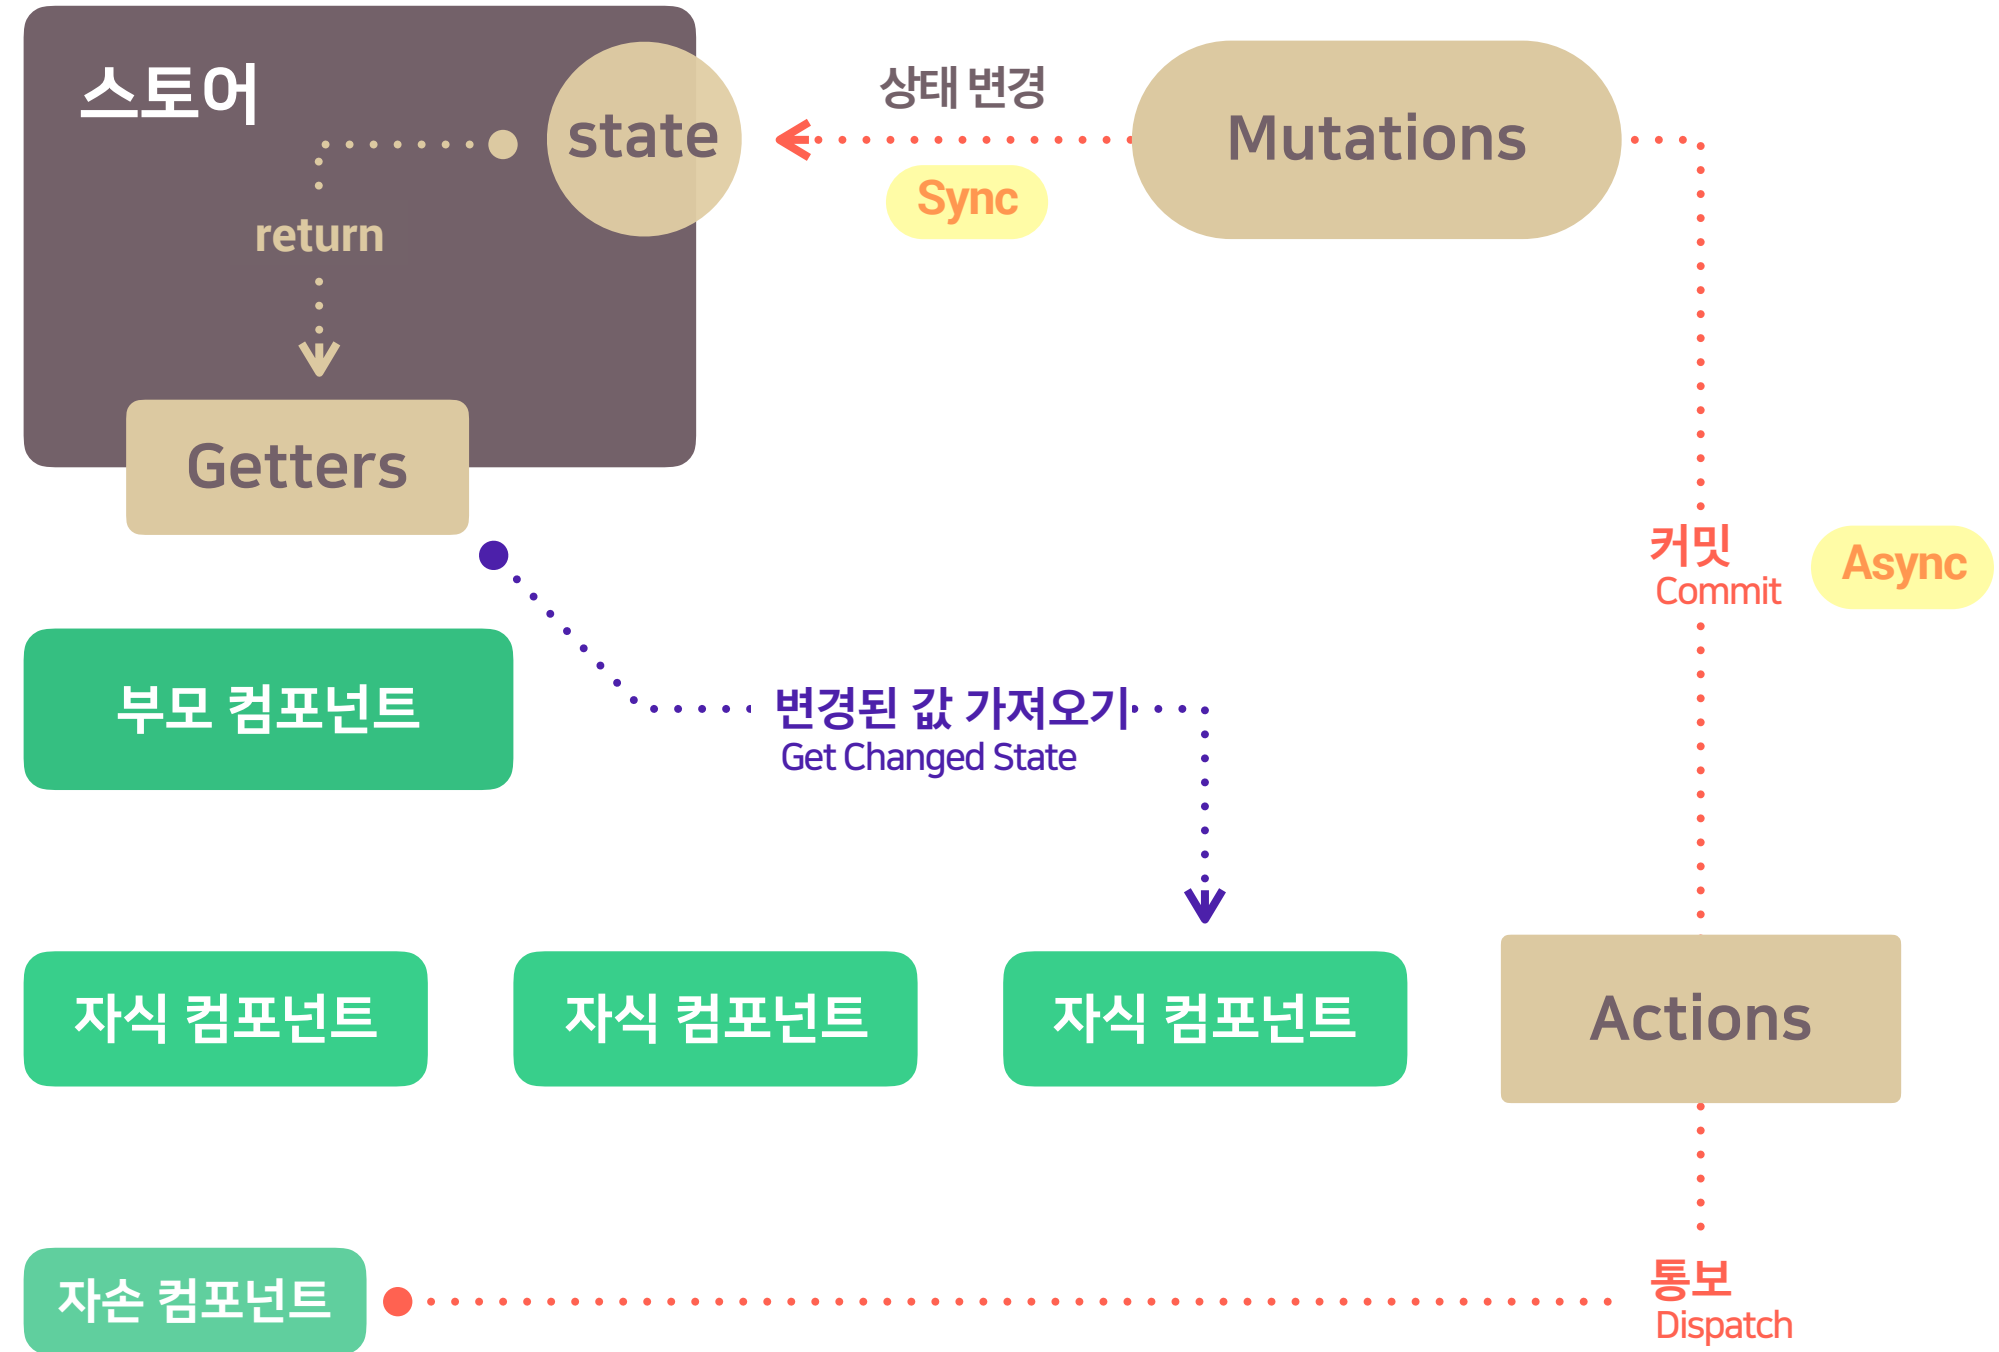 스토어
state
상태 변경
Sync
Mutations
return
Getters
커밋
Commit
Async
부모 컴포넌트
변경된 값 가져오기
Get Changed State
자식 컴포넌트
자식 컴포넌트
자식 컴포넌트
Actions
자손 컴포넌트
통보
Dispatch